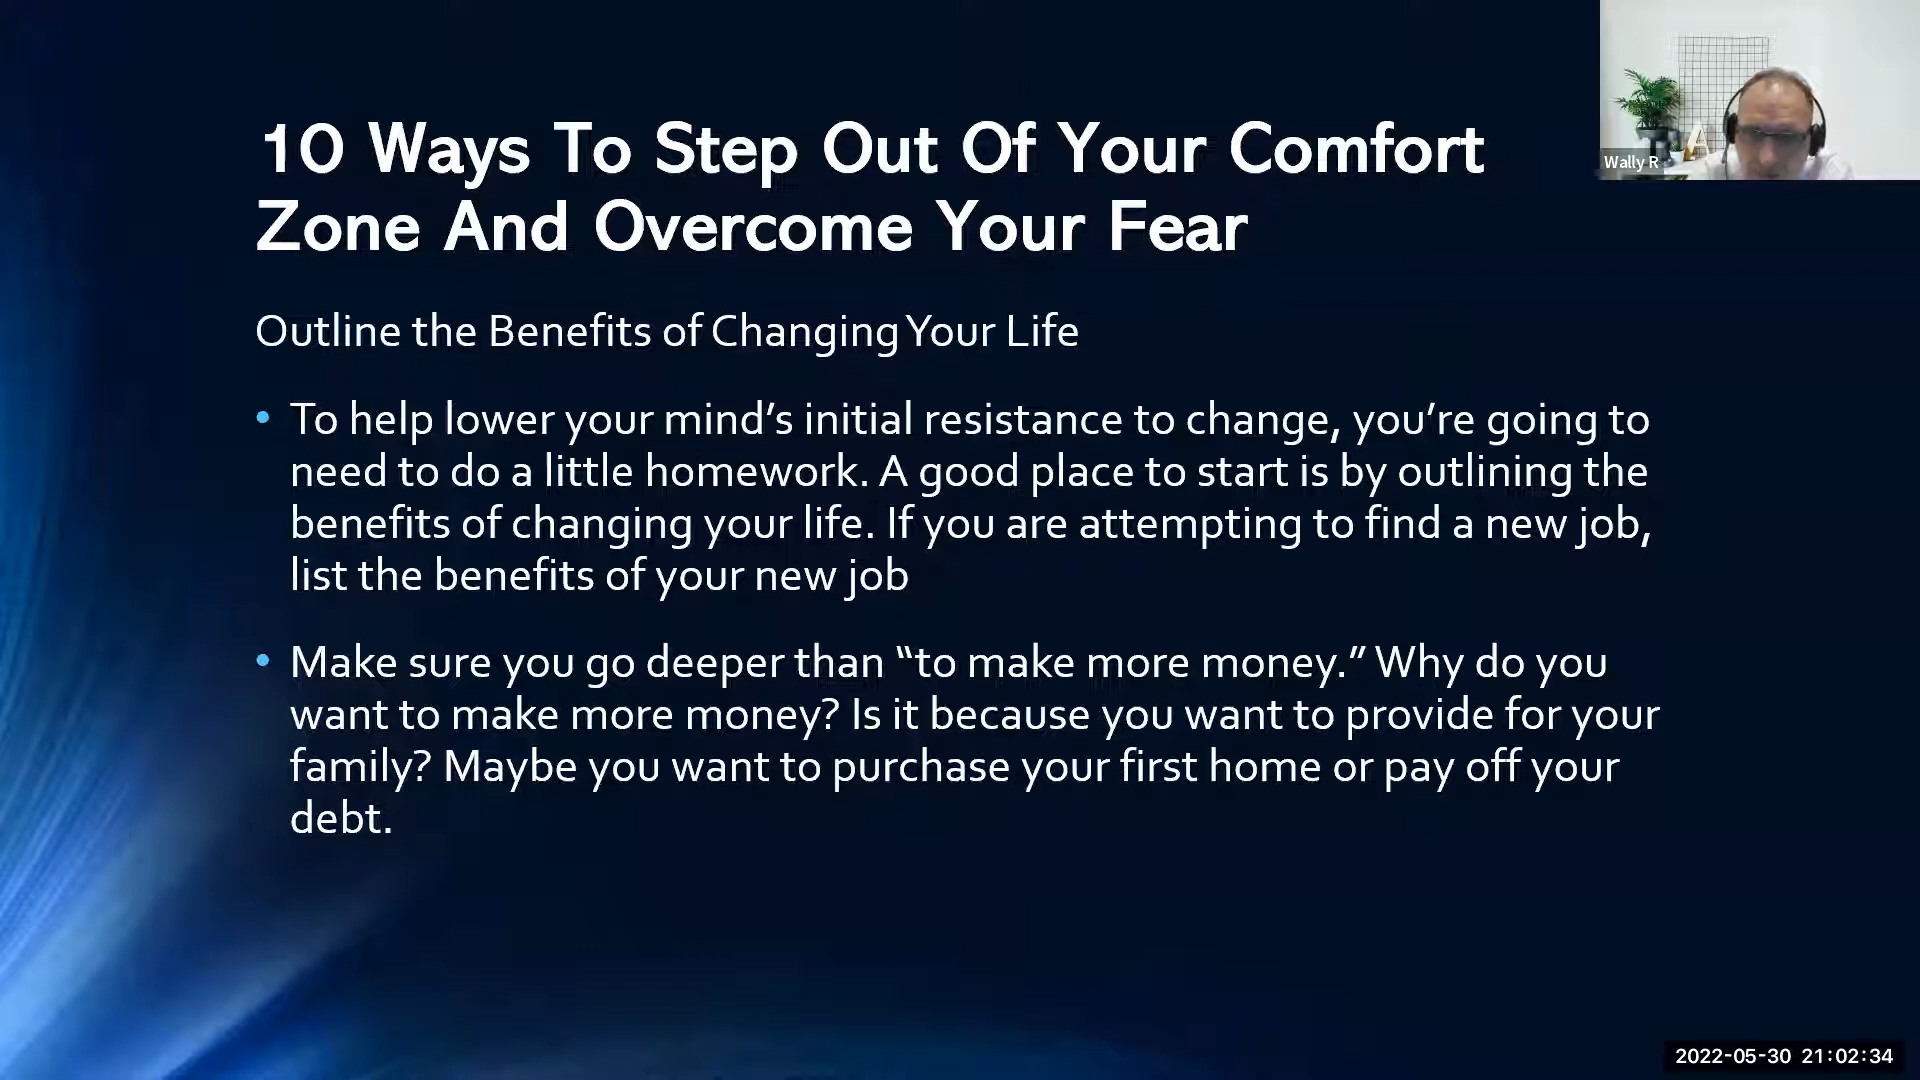 10 Ways To Step Out Of Your Comfort
Zone And Overcome Your Fear
Wally R
Outline the Benefits of Changing Your Life
• To help lower your mind’s initial resistance to change, you’re going to
need to do a little homework. A good place to start is by outlining the
benefits of changing your life. If you are attempting to find a new job,
list the benefits of your new job
• Make sure you go deeper than “to make more money.” Why do you
want to make more money? Is it because you want to provide for your
family? Maybe you want to purchase your first home or pay off your
debt.
2022-05-30 21:02:34